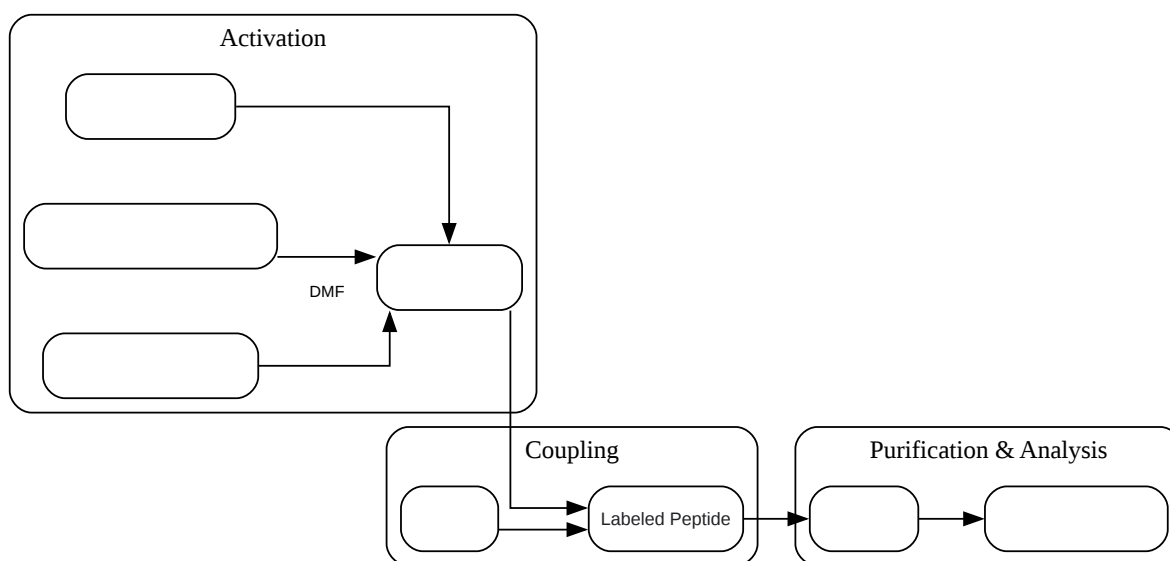 Activation
DMF
Coupling
Labeled Peptide
Purification & Analysis